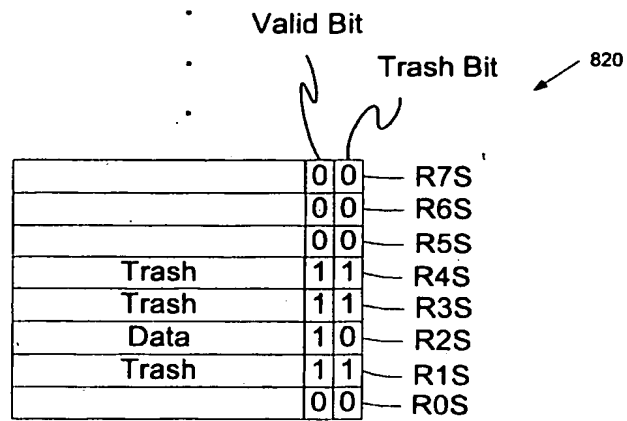 Valid Bit
Trash Bit
820
0 0 R7S
0 0 R6S
0 0 R5S
Trash 1 1 R4S
Trash 1 1 R3S
Data 1 0 R2S
Trash 1 1 R1S
0 0 R0S